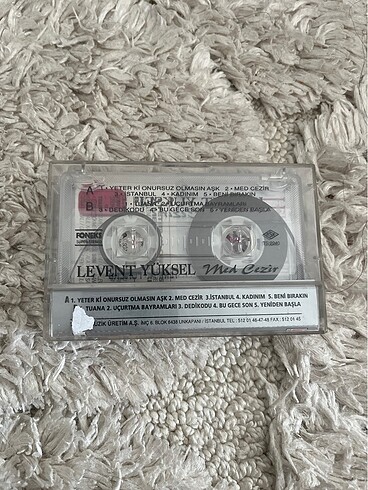 A 1 • YETER Kİ ONURSUZ OLMASIN AŞK 2 • MED CEZİR
3 • İSTANBUL 4 • KADINIM 5 • BENİ BIRAKIN
B 1 • TUANA 2 • UÇURTMA BAYRAMLARI
DEDİKODU 4 • BU GECE SON 5 • YENİDEN BAŞLA
FONEKS
LEVENT YÜKSEL Med Cezir
A 1. YETER Kİ ONURSUZ OLMASIN AŞK 2. MED CEZİR 3.İSTANBUL 4. KADINIM 5. BENİ BIRAKIN
TUANA 2. UÇURTMA BAYRAMLARI 3. DEDİKODU 4. BU GECE SON 5. YENİDEN BAŞLA
MÜZİK ÜRETİM A.Ş. İMÇ 6. BLOK 6438 UNKAPANI / İSTANBUL TEL : 512 01 46-47-48 FAX : 512 01 45